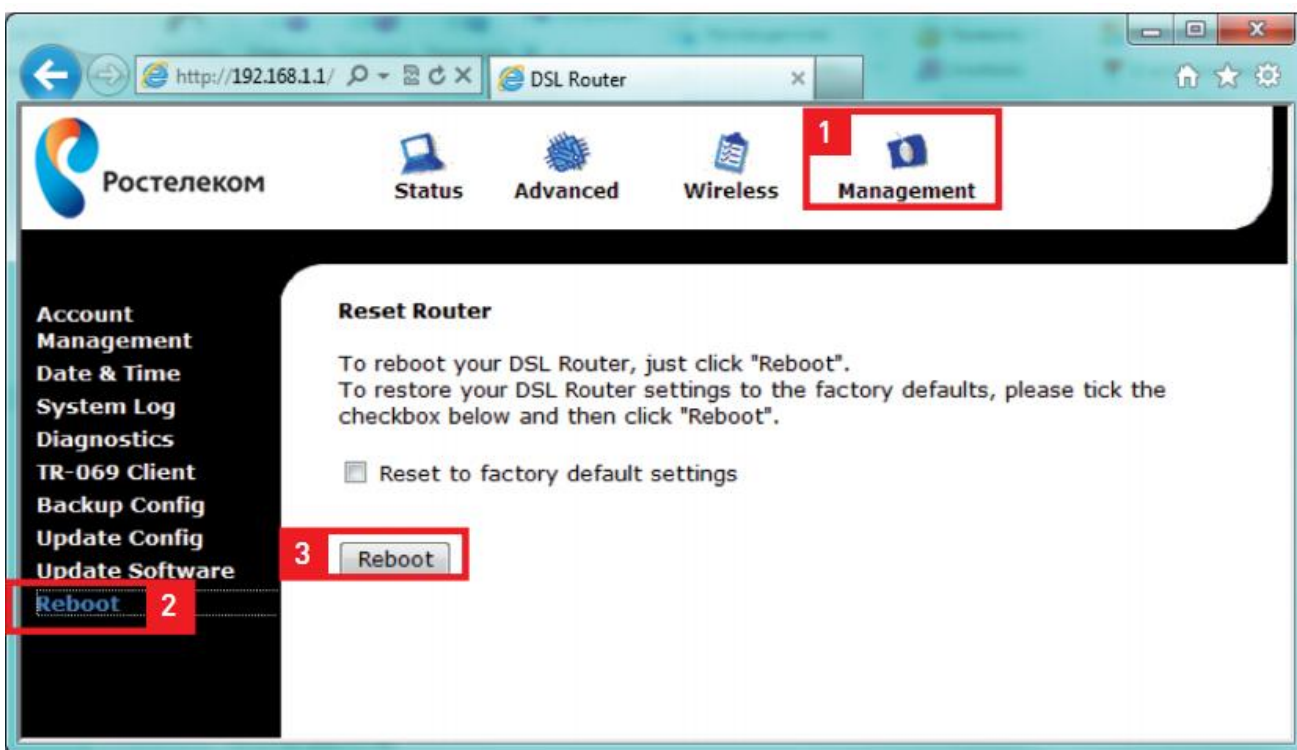 http://192.168.1.1/
DSL Router
Ростелеком
Status
Advanced
Wireless
1
Management
Account
Management
Date & Time
System Log
Diagnostics
TR-069 Client
Backup Config
Update Config
Update Software
Reboot
2
Reset Router
To reboot your DSL Router, just click "Reboot".
To restore your DSL Router settings to the factory defaults, please tick the
checkbox below and then click "Reboot".
Reset to factory default settings
3
Reboot